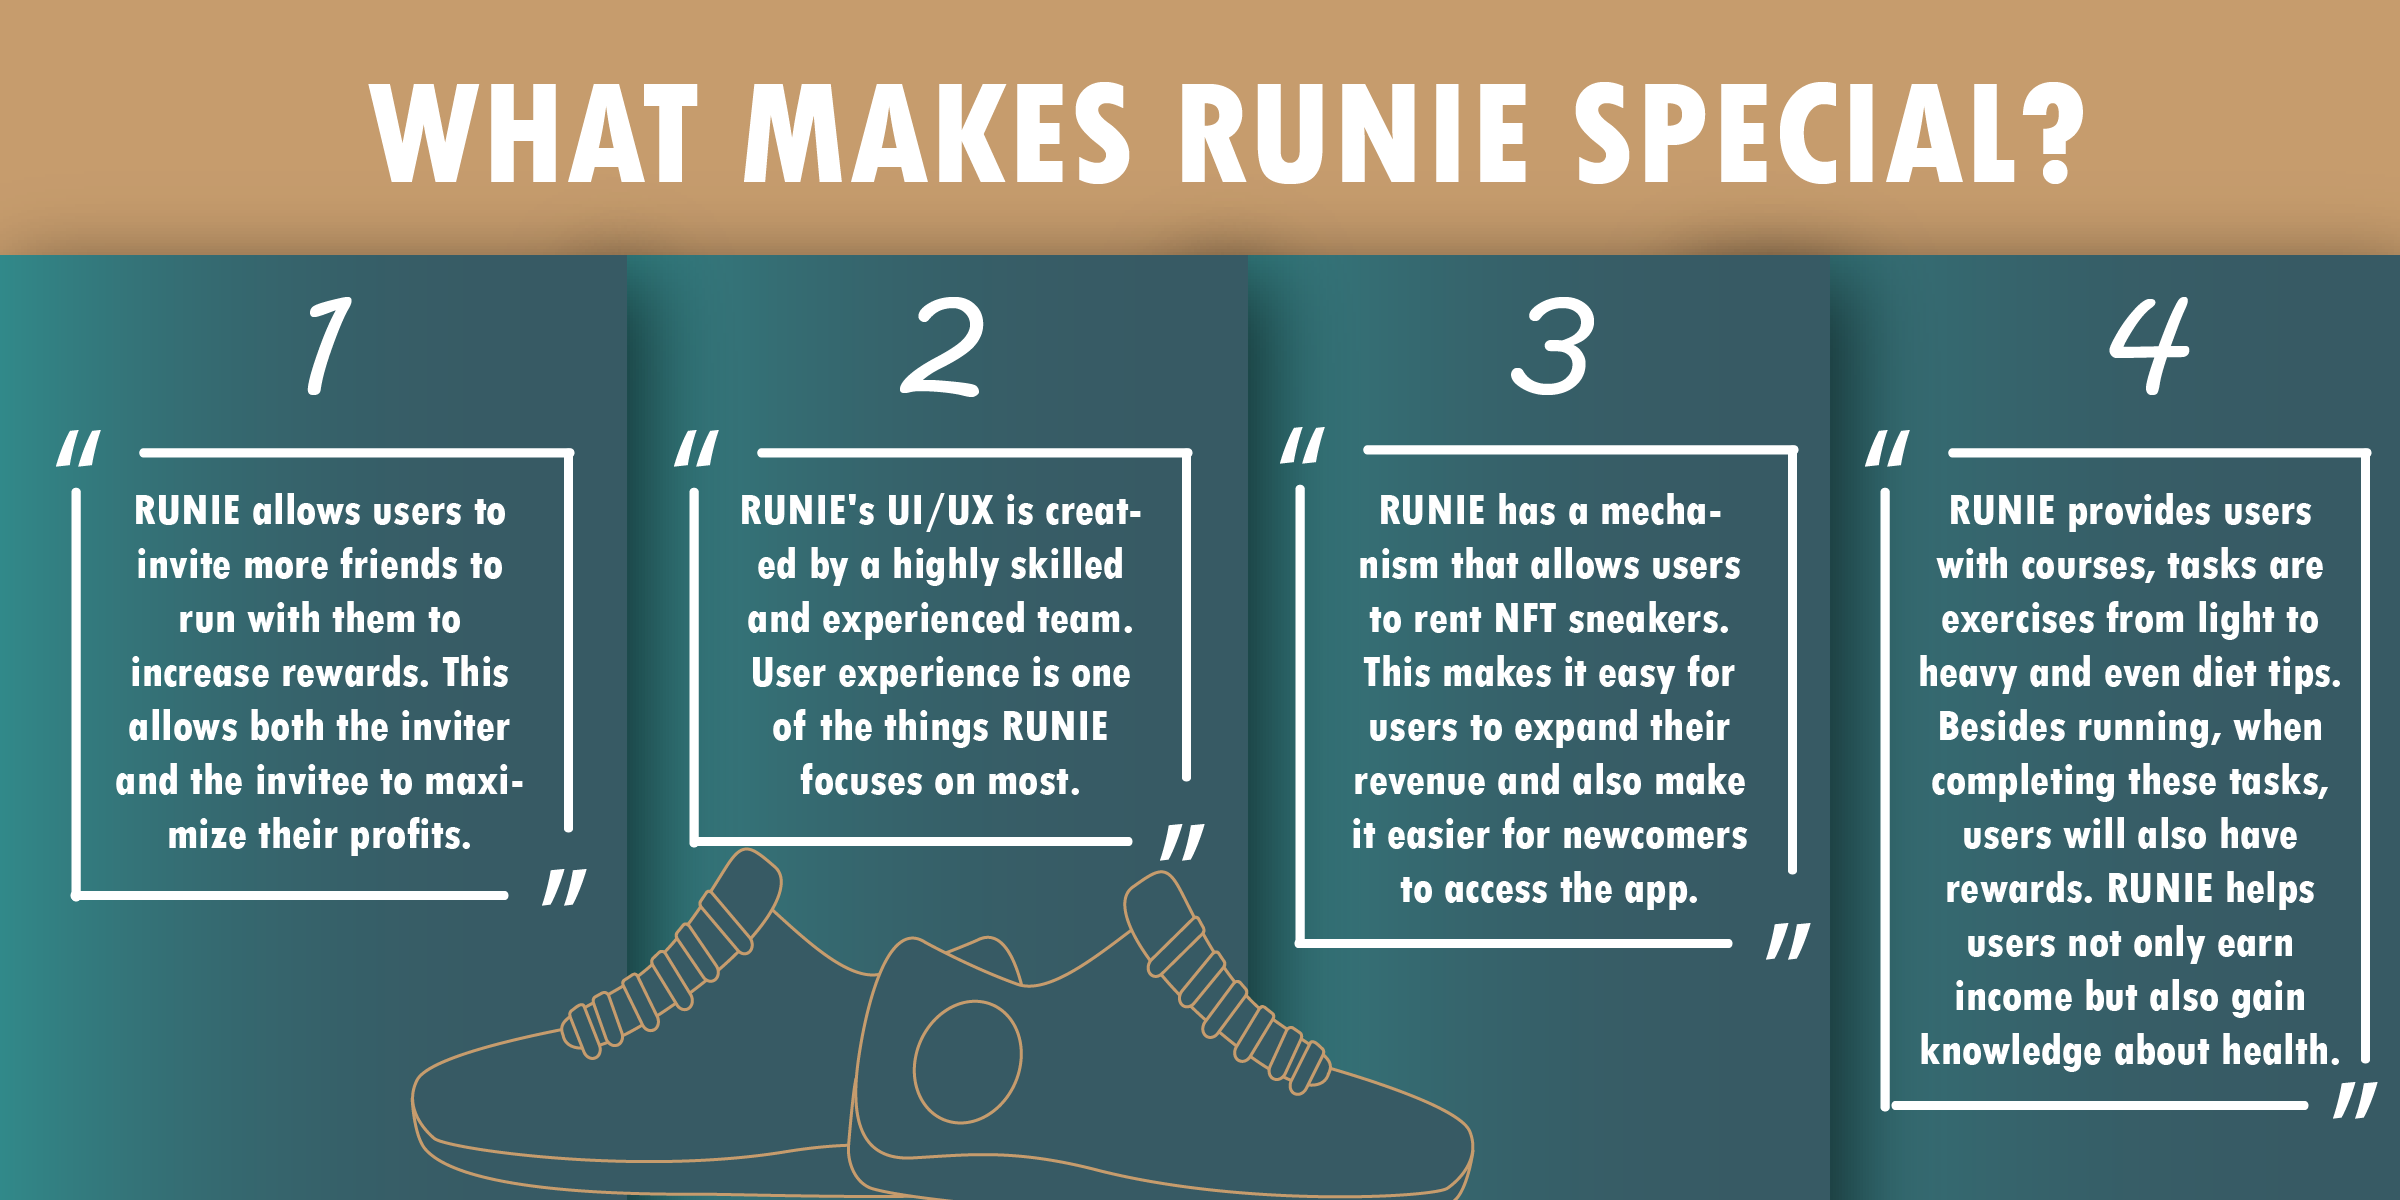 WHAT MAKES RUNIE SPECIAL?
1
“
RUNIE allows users to
invite more friends to
run with them to
increase rewards. This
allows both the inviter
and the invitee to maxi-
mize their profits.
”
2
“
RUNIE's UI/UX is creat-
ed by a highly skilled
and experienced team.
User experience is one
of the things RUNIE
focuses on most.
”
3
“
RUNIE has a mecha-
nism that allows users
to rent NFT sneakers.
This makes it easy for
users to expand their
revenue and also make
it easier for newcomers
to access the app.
”
4
“
RUNIE provides users
with courses, tasks are
exercises from light to
heavy and even diet tips.
Besides running, when
completing these tasks,
users will also have
rewards. RUNIE helps
users not only earn
income but also gain
knowledge about health.
”